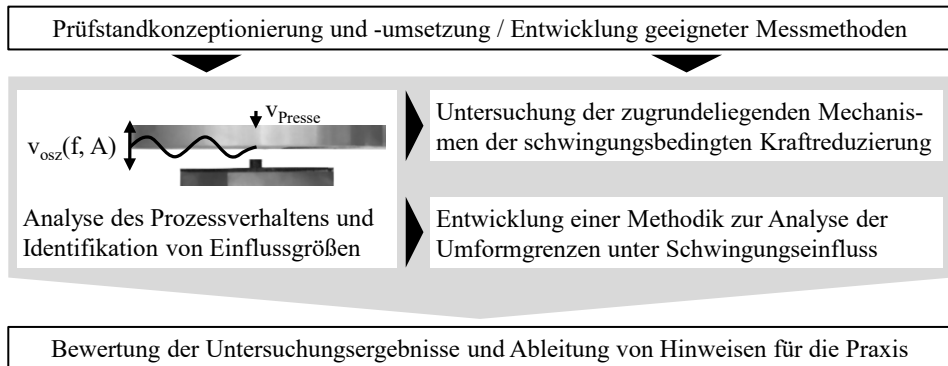 Prüfstandkonzeptionierung und -umsetzung / Entwicklung geeigneter Messmethoden
v_Presse
v_osz(f, A)
Analyse des Prozessverhaltens und
Identifikation von Einflussgrößen
Untersuchung der zugrundeliegenden Mechanis-
men der schwingungsbedingten Kraftreduzierung
Entwicklung einer Methodik zur Analyse der
Umformgrenzen unter Schwingungseinfluss
Bewertung der Untersuchungsergebnisse und Ableitung von Hinweisen für die Praxis